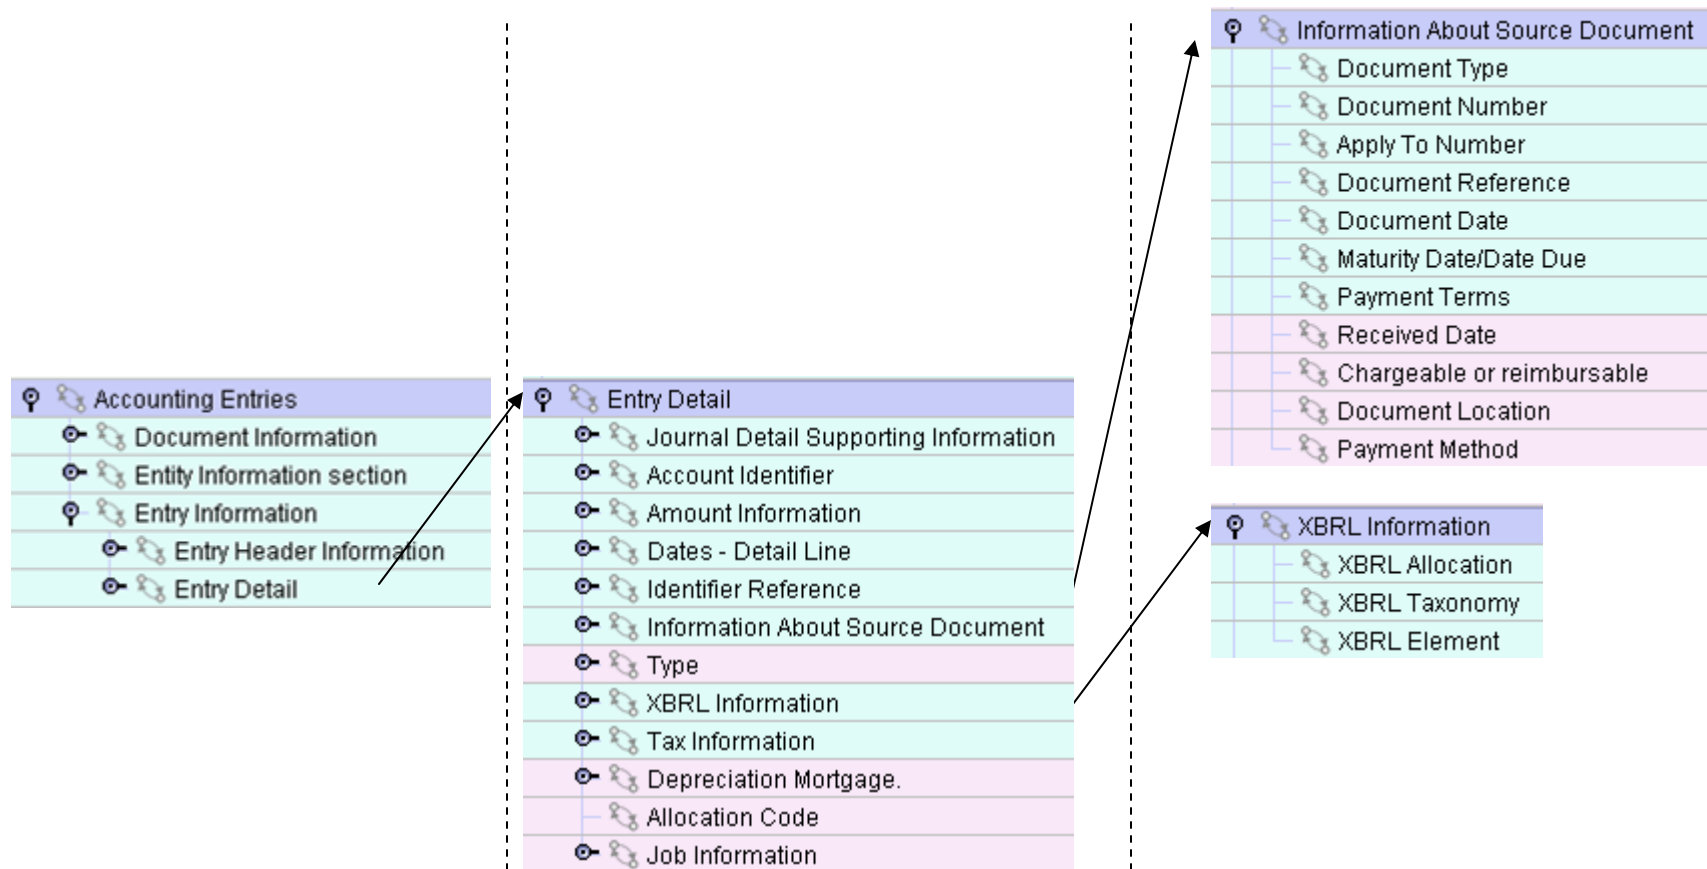 Accounting Entries
Document Information
Entity Information section
Entry Information
Entry Header Information
Entry Detail
Entry Detail
Journal Detail Supporting Information
Account Identifier
Amount Information
Dates - Detail Line
Identifier Reference
Information About Source Document
Type
XBRL Information
Tax Information
Depreciation Mortgage.
Allocation Code
Job Information
Information About Source Document
Document Type
Document Number
Apply To Number
Document Reference
Document Date
Maturity Date/Date Due
Payment Terms
Received Date
Chargeable or reimbursable
Document Location
Payment Method
XBRL Information
XBRL Allocation
XBRL Taxonomy
XBRL Element